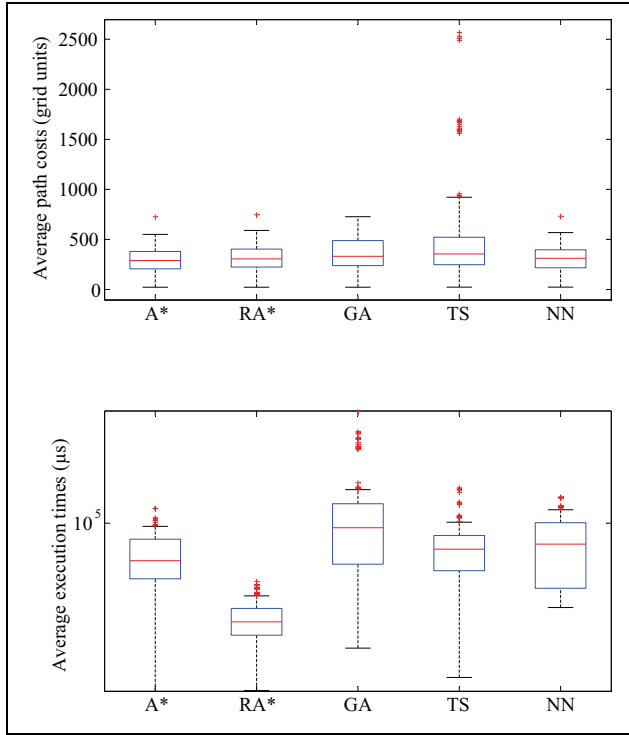 Average path costs (grid units)
2500
2000
1500
1000
500
0
A* RA* GA TS NN
Average execution times (µs)
10^5
A* RA* GA TS NN